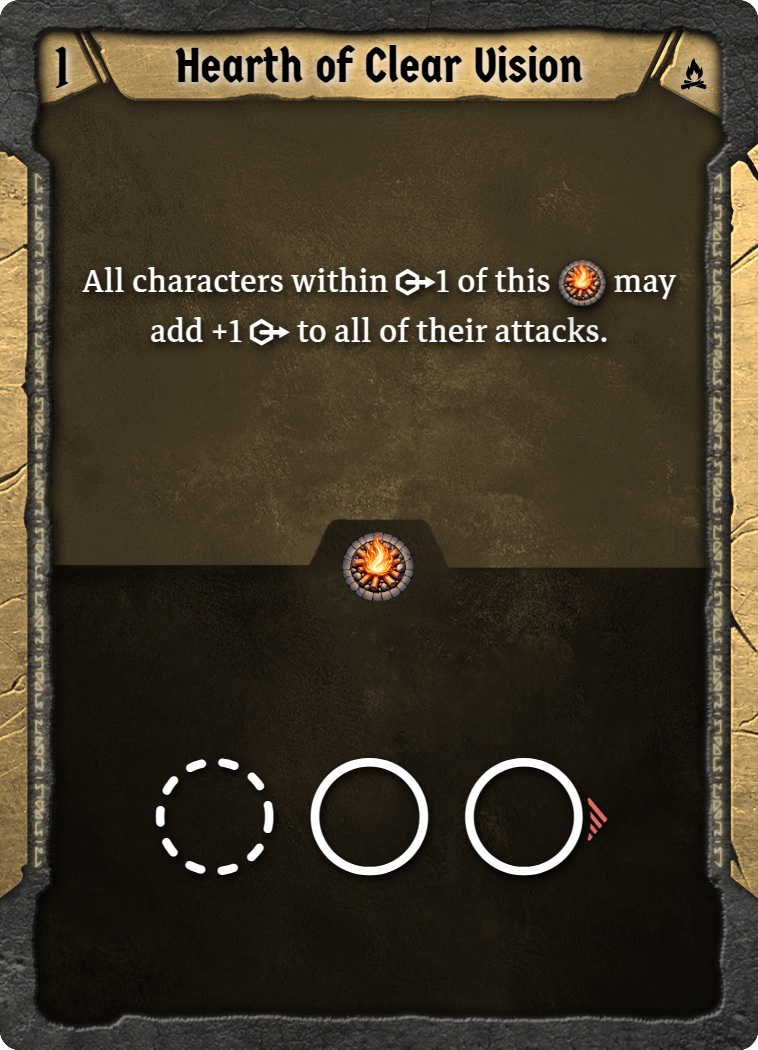 1
Hearth of Clear Vision
All characters within 1 of this may
add +1 to all of their attacks.